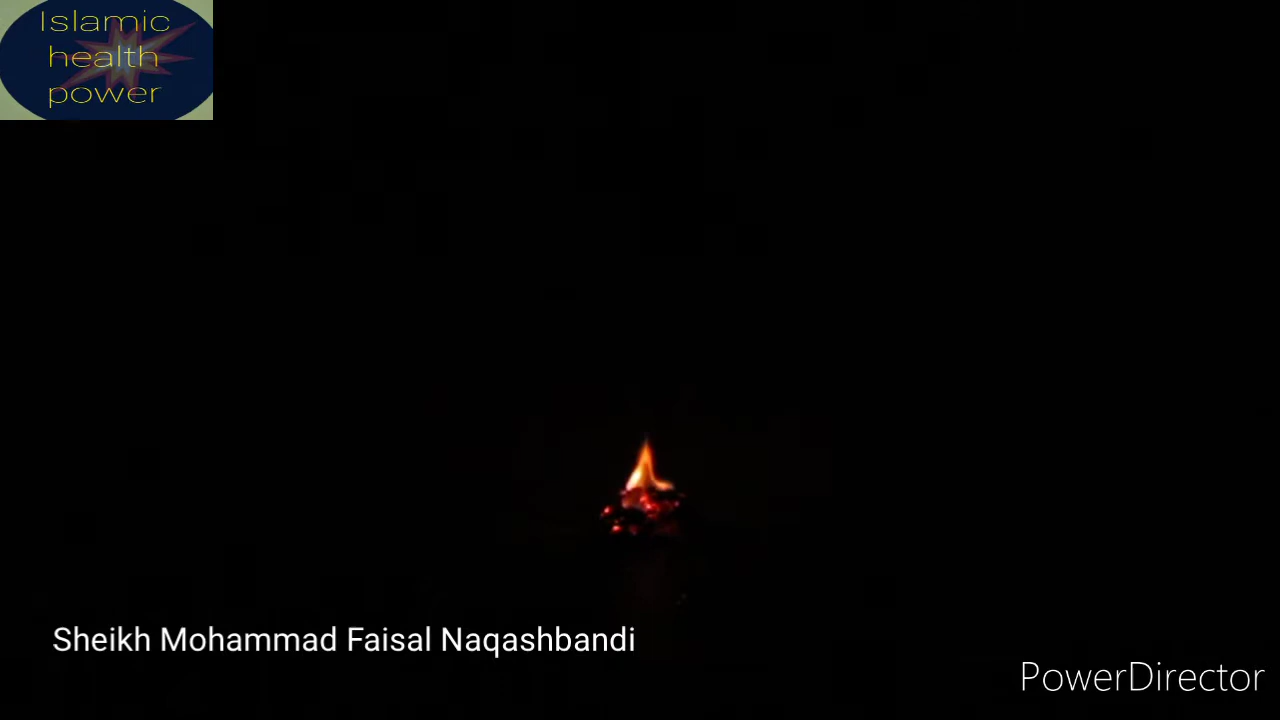 Islamic
health
power
Sheikh Mohammad Faisal Naqashbandi
PowerDirector